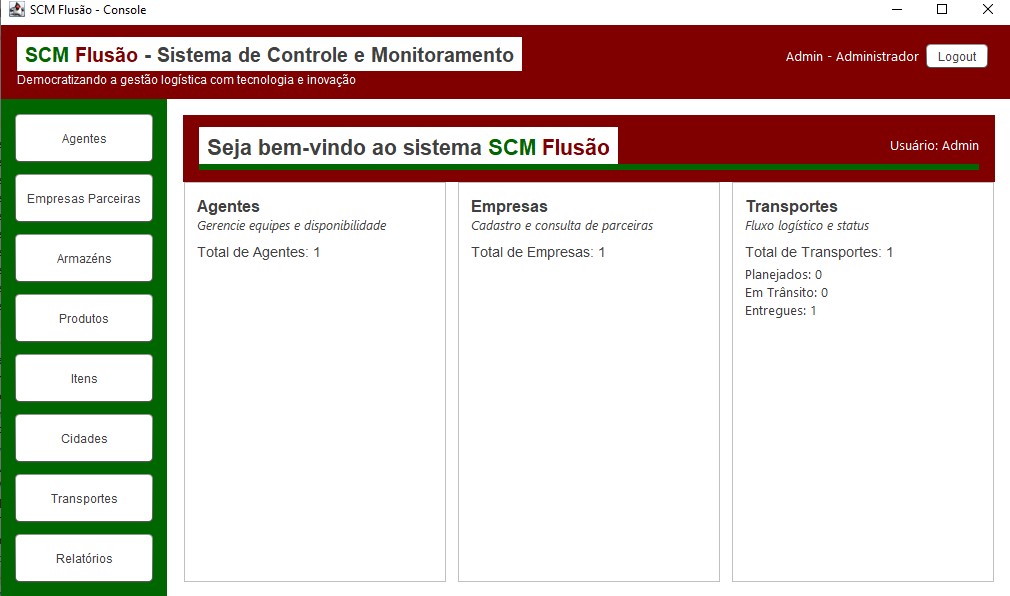 SCM Flusão - Console
SCM Flusão - Sistema de Controle e Monitoramento
Democratizando a gestão logística com tecnologia e inovação
Admin - Administrador
Logout
Agentes
Empresas Parceiras
Armazéns
Produtos
Itens
Cidades
Transportes
Relatórios
Seja bem-vindo ao sistema SCM Flusão
Usuário: Admin
Agentes
Gerencie equipes e disponibilidade
Total de Agentes: 1
Empresas
Cadastro e consulta de parceiras
Total de Empresas: 1
Transportes
Fluxo logístico e status
Total de Transportes: 1
Planejados: 0
Em Trânsito: 0
Entregues: 1